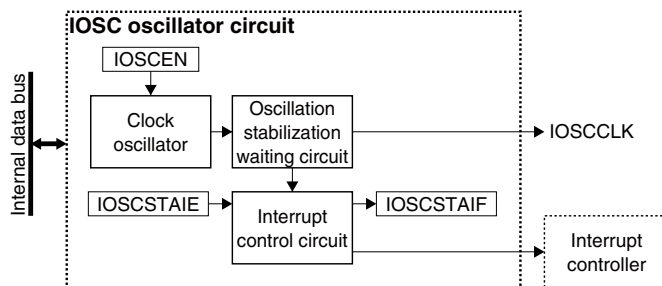 IOSC oscillator circuit
IOSCEN
Internal data bus
Clock
oscillator
Oscillation
stabilization
waiting circuit
IOSCCLK
IOSCSTAIE
Interrupt
control circuit
IOSCSTAIF
Interrupt
controller